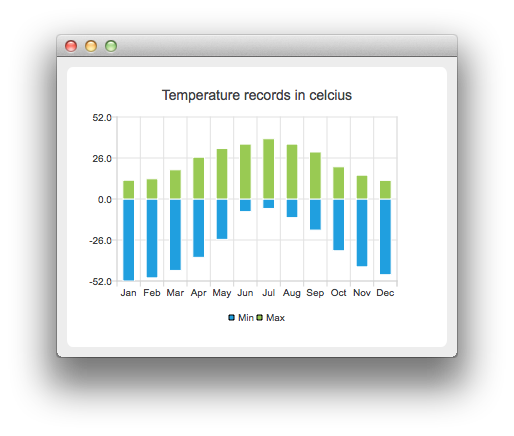 Temperature records in celcius
52.0
26.0
0.0
-26.0
-52.0
Jan Feb Mar Apr May Jun Jul Aug Sep Oct Nov Dec
Min Max